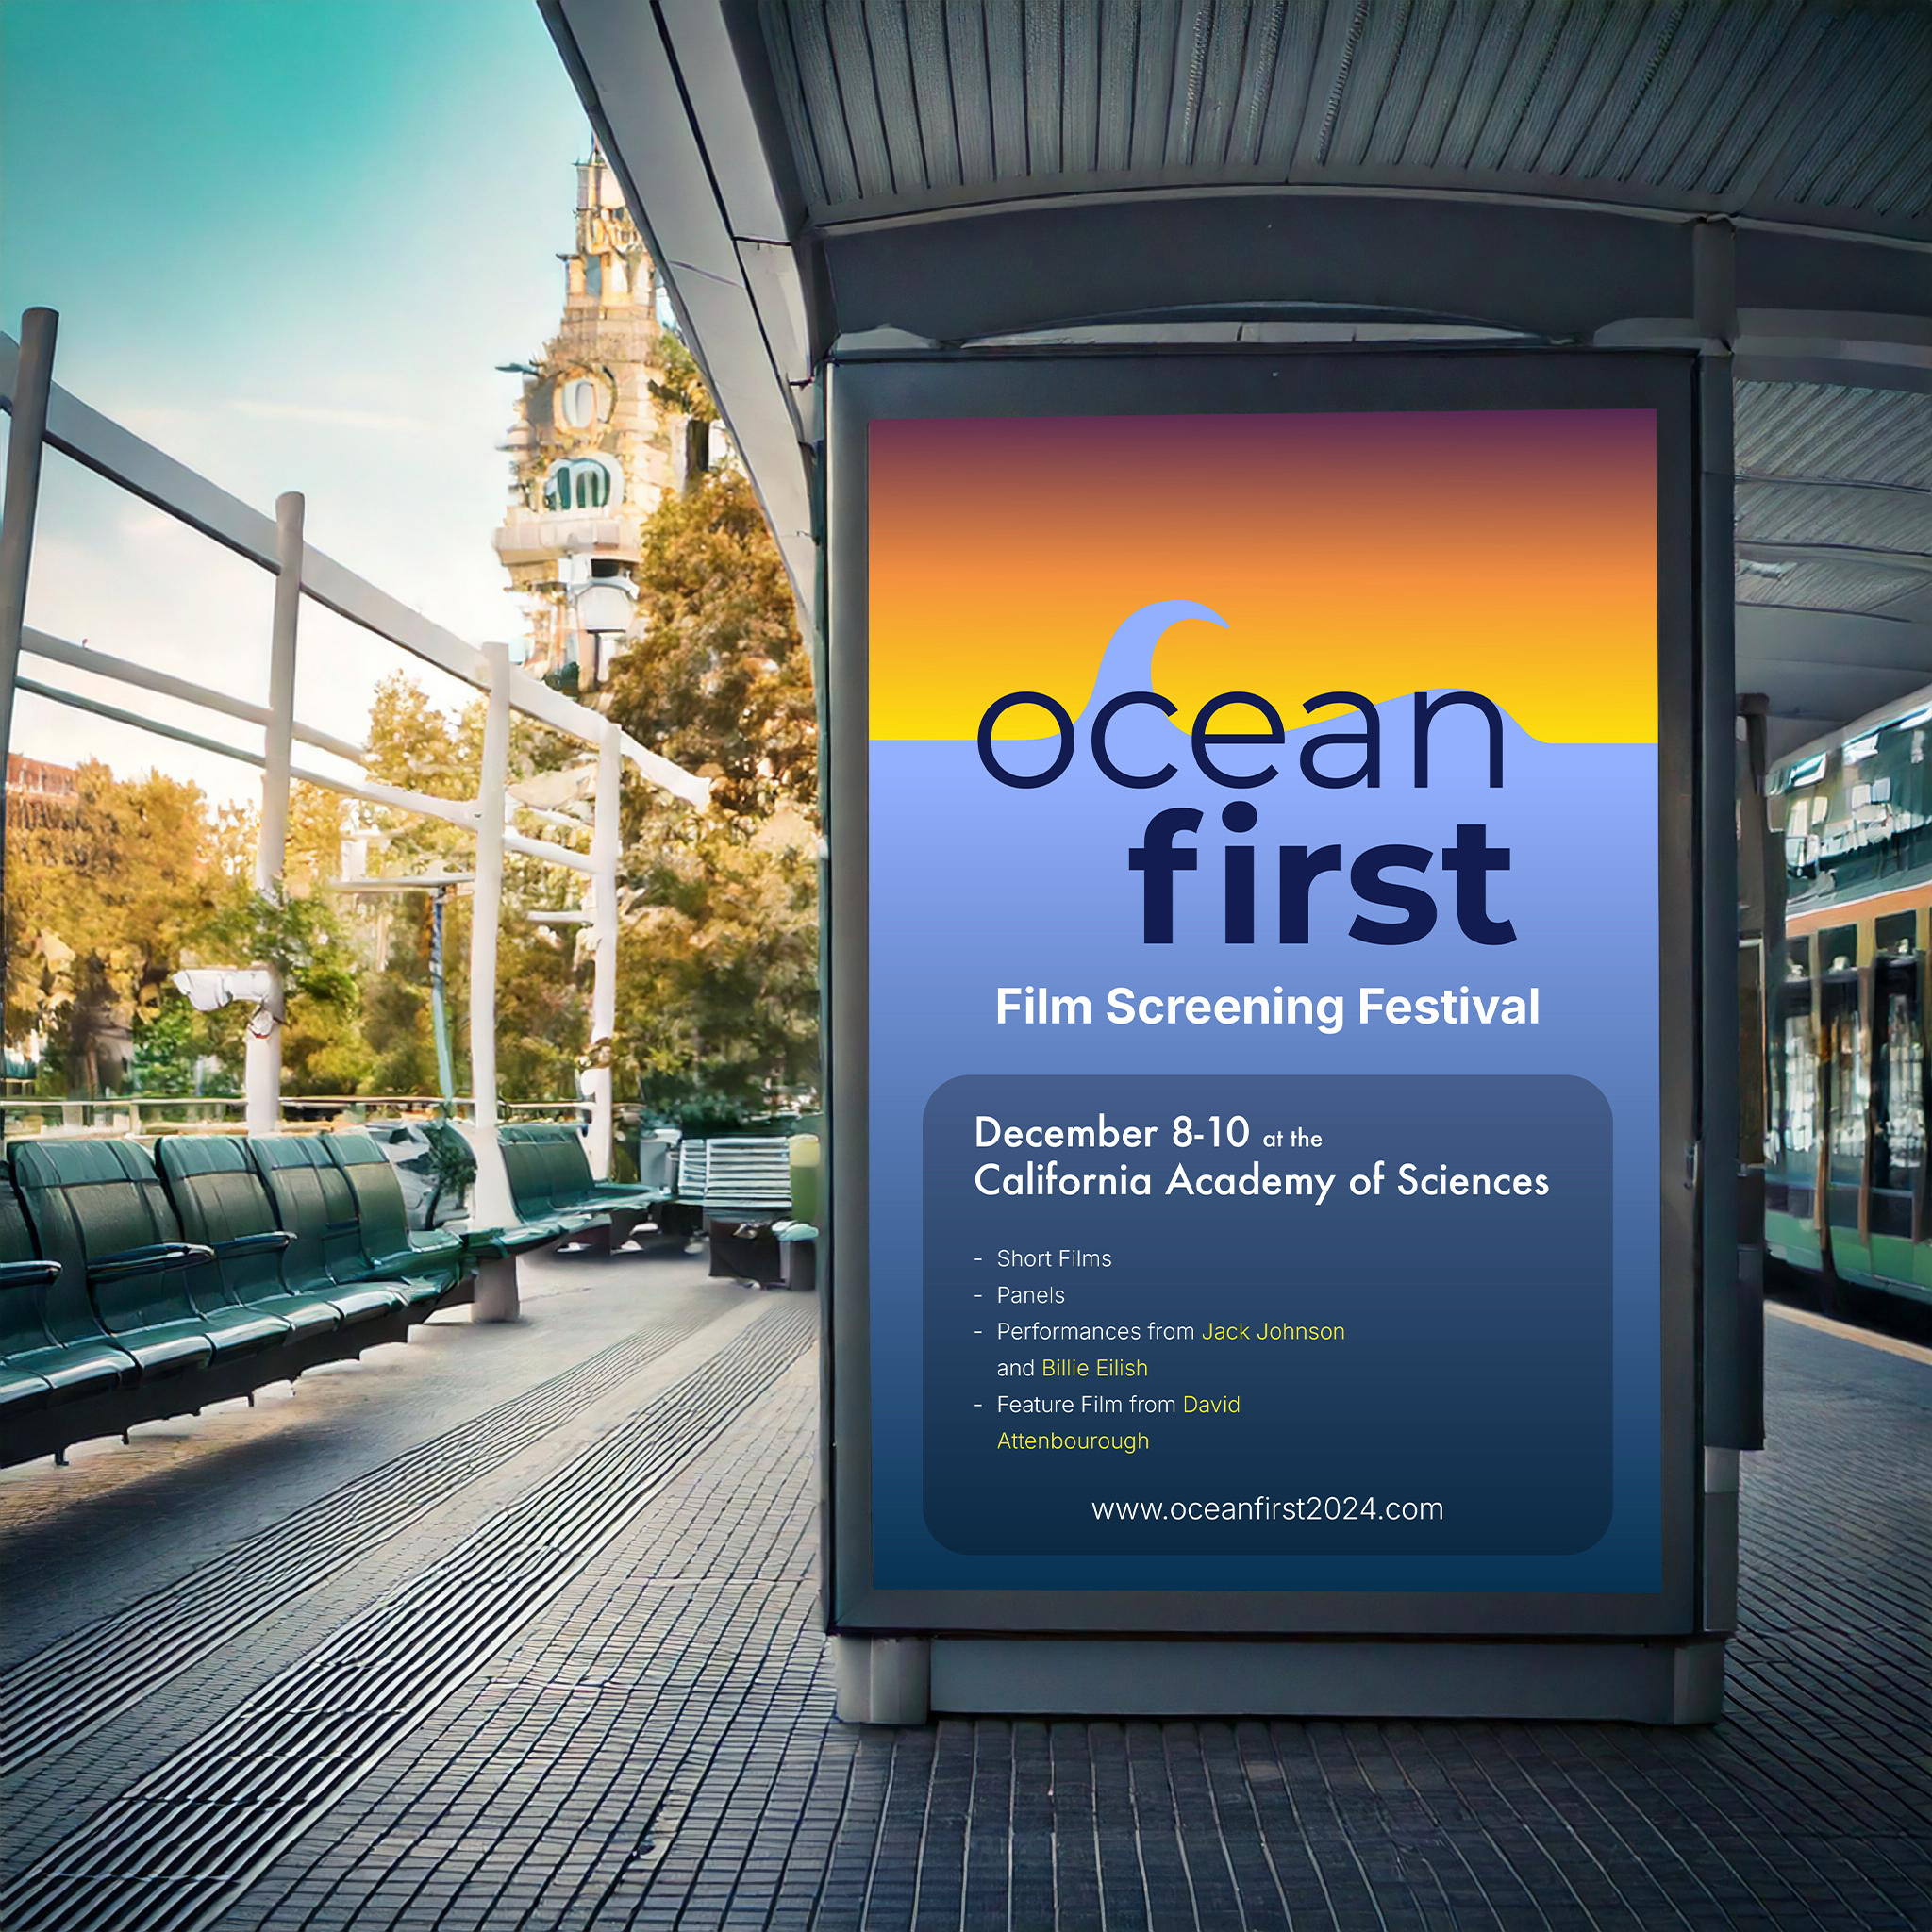 ocean
first
Film Screening Festival
December 8-10 at the
California Academy of Sciences
- Short Films
- Panels
- Performances from Jack Johnson
and Billie Eilish
- Feature Film from David
Attenbourough
www.oceanfirst2024.com